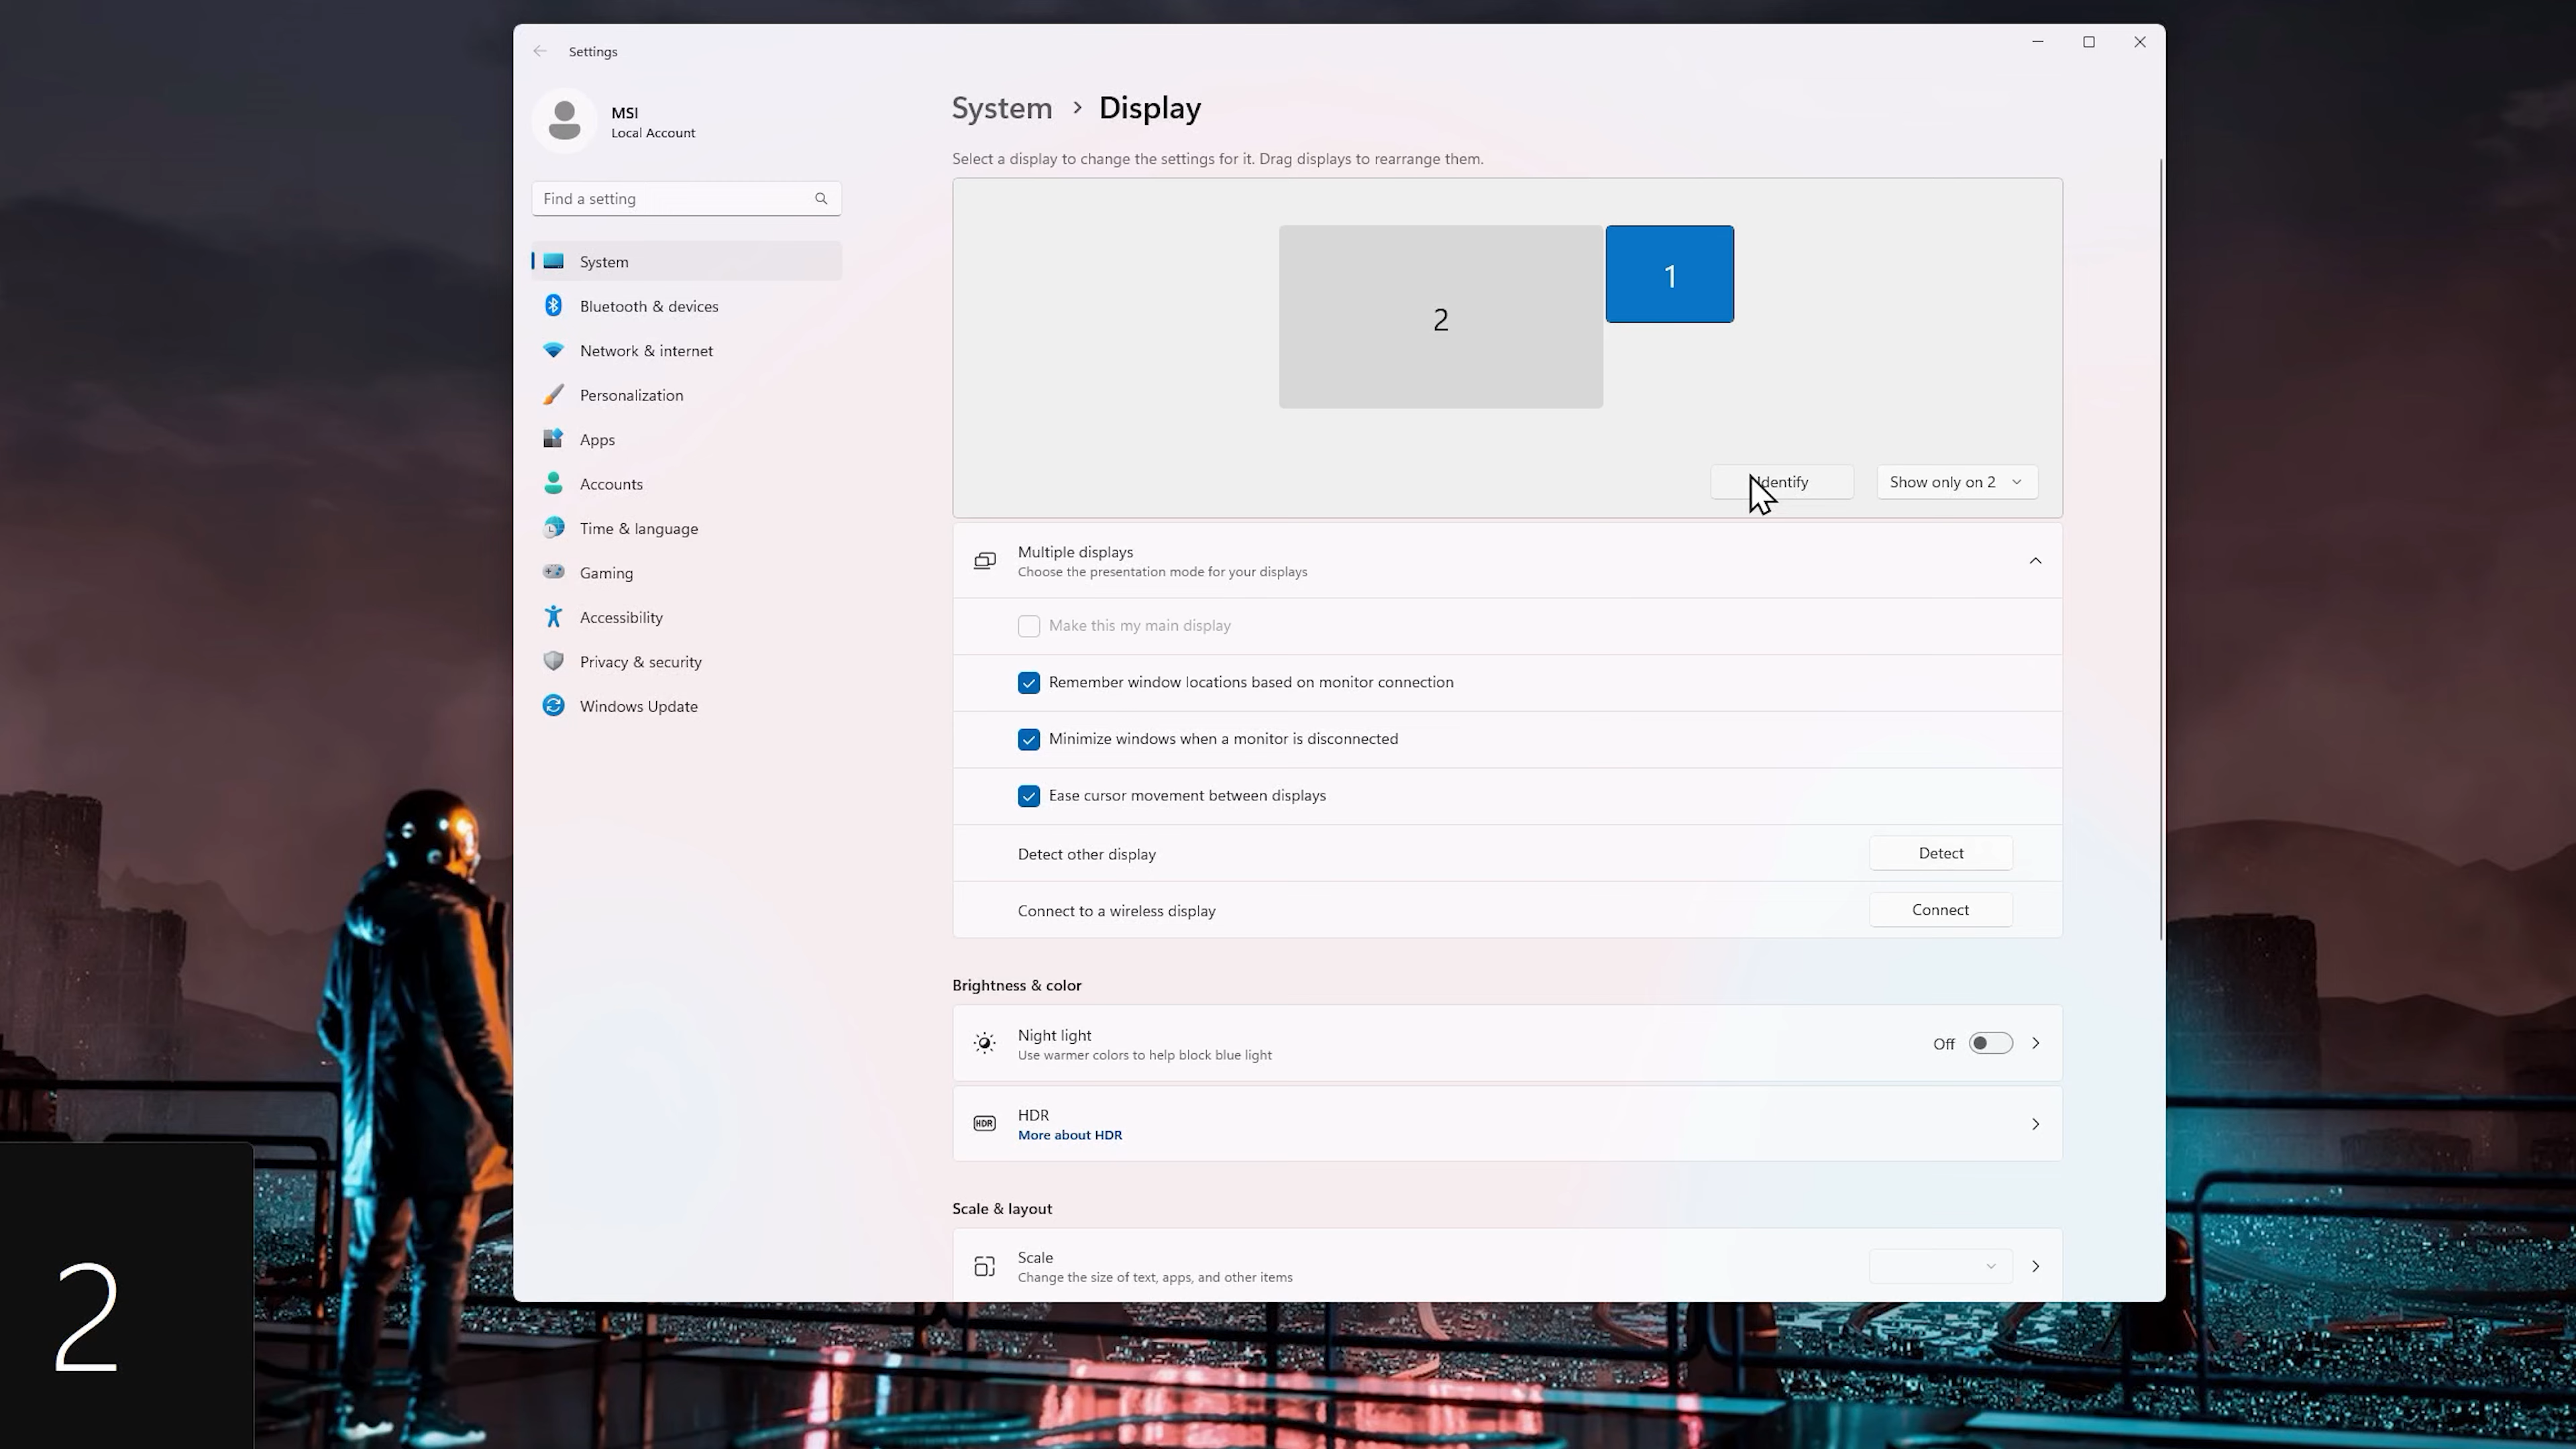 Settings
MSI
Local Account
Find a setting
System
Bluetooth & devices
Network & internet
Personalization
Apps
Accounts
Time & language
Gaming
Accessibility
Privacy & security
Windows Update
System > Display
Select a display to change the settings for it. Drag displays to rearrange them.
2
1
Identify
Show only on 2
Multiple displays
Choose the presentation mode for your displays
Make this my main display
Remember window locations based on monitor connection
Minimize windows when a monitor is disconnected
Ease cursor movement between displays
Detect other display
Detect
Connect to a wireless display
Connect
Brightness & color
Night light
Use warmer colors to help block blue light
Off
HDR
HDR
More about HDR
Scale & layout
Scale
Change the size of text, apps, and other items
2